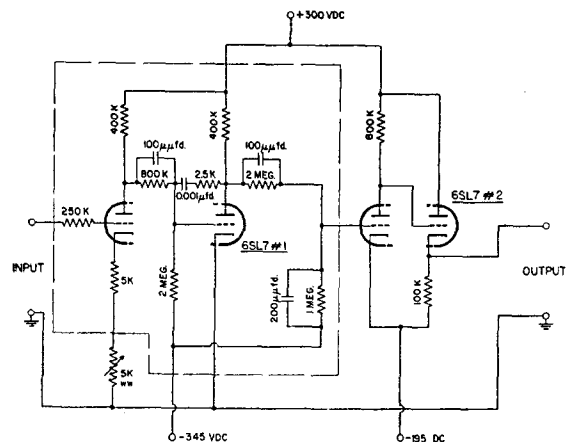 +300 VDC
400 K
400 K
600 K
100 μμfd.
800 K
0.001 μfd.
2.5 K
100 μμfd.
2 MEG.
6SL7 #2
250 K
6SL7 #1
INPUT
5K
2 MEG.
200 μμfd.
1 MEG.
100 K
OUTPUT
5K
WW
-345 VDC
-195 DC